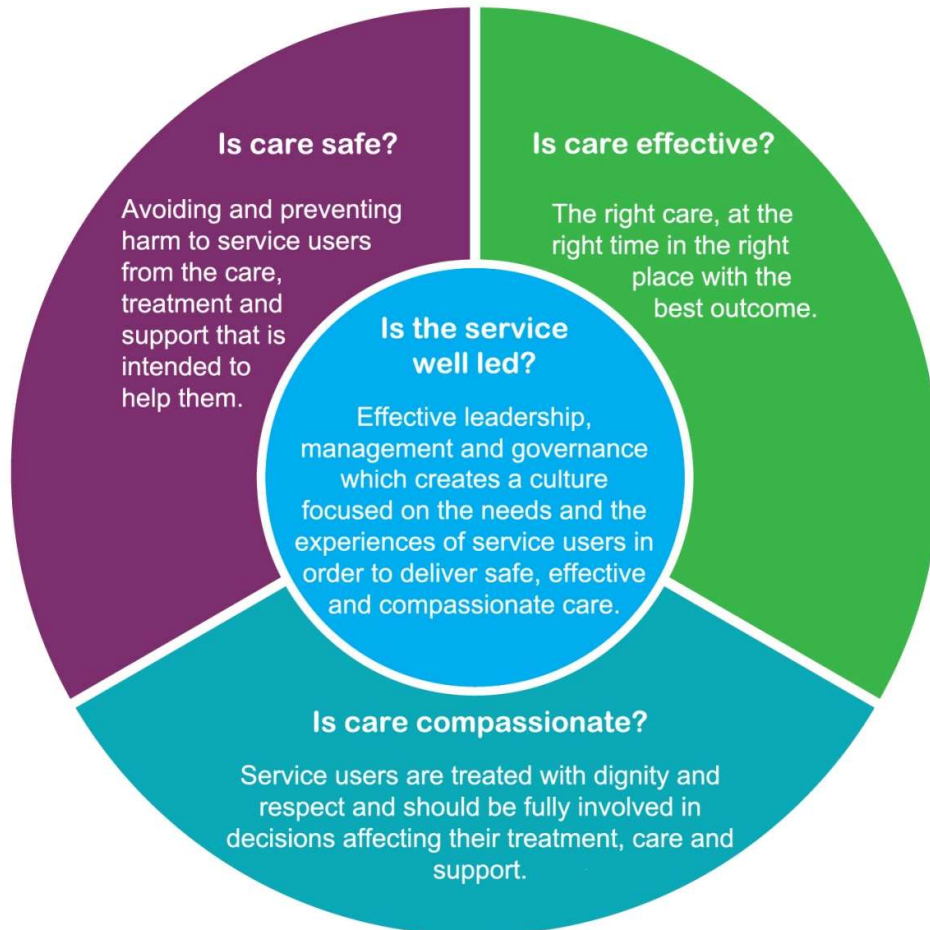 Is care safe?
Avoiding and preventing
harm to service users
from the care,
treatment and
support that is
intended to
help them.
Is care effective?
The right care, at the
right time in the right
place with the
best outcome.
Is the service
well led?
Effective leadership,
management and governance
which creates a culture
focused on the needs and the
experiences of service users in
order to deliver safe, effective
and compassionate care.
Is care compassionate?
Service users are treated with dignity and
respect and should be fully involved in
decisions affecting their treatment, care and
support.